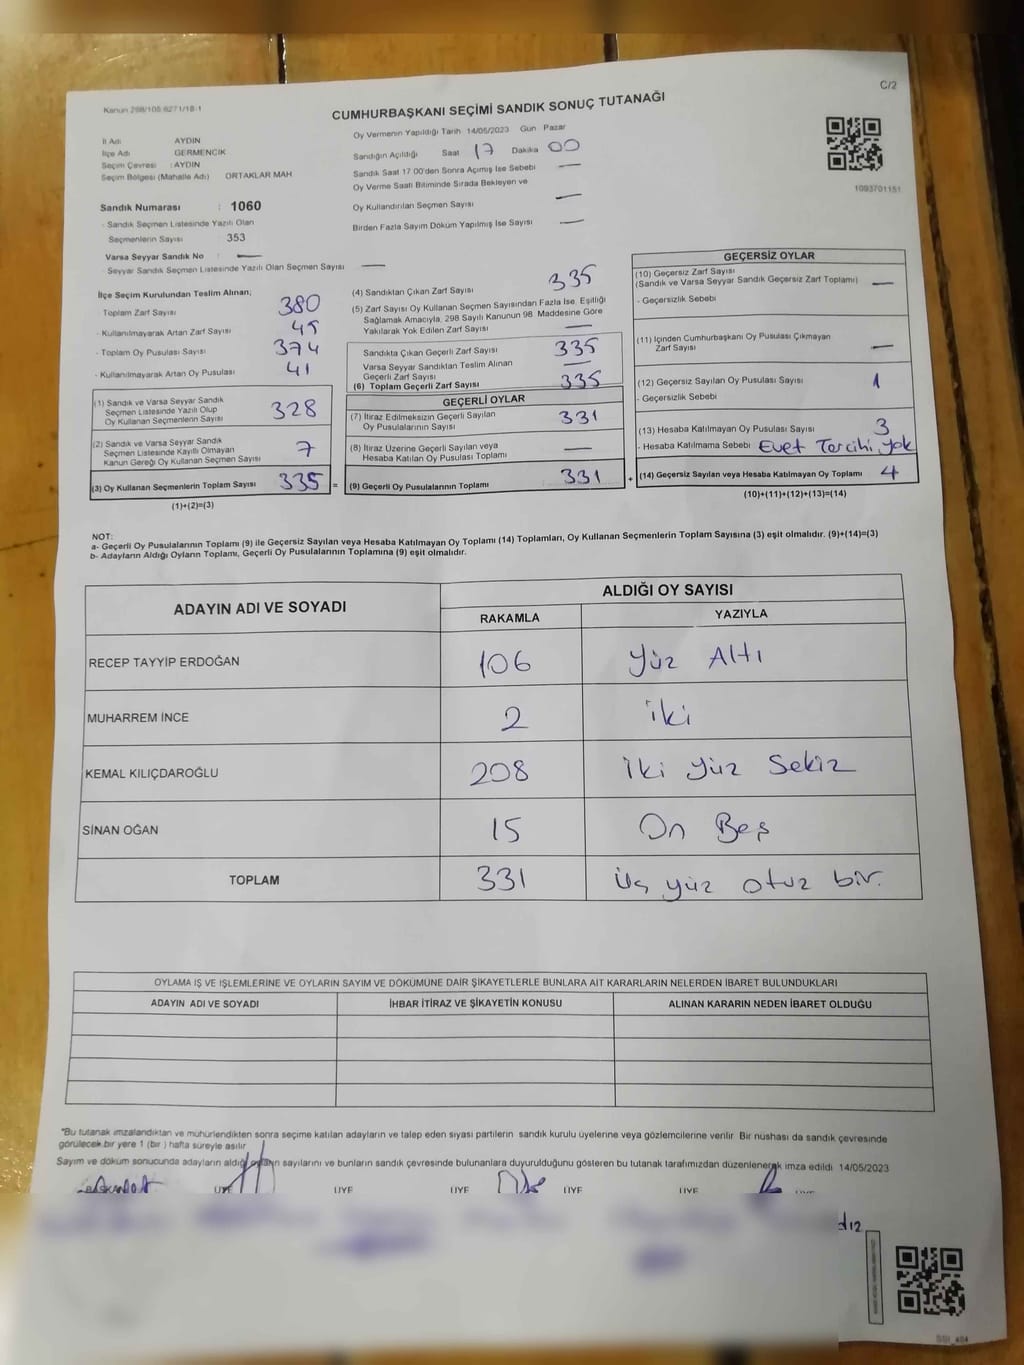 Kanun 298/105 6271/18-1
C/2
CUMHURBAŞKANI SEÇİMİ SANDIK SONUÇ TUTANAĞI
İl Adı AYDIN
İlçe Adı GERMENCİK
Seçim Çevresi : AYDIN
Seçim Bölgesi (Mahalle Adı) ORTAKLAR MAH
Sandık Numarası : 1060
- Sandık Seçmen Listesinde Yazılı Olan
Seçmenlerin Sayısı : 353
Varsa Seyyar Sandık No : —
- Seyyar Sandık Seçmen Listesinde Yazılı Olan Seçmen Sayısı —
Oy Vermenin Yapıldığı Tarih 14/05/2023 Gün Pazar
Sandığın Açıldığı Saat 17 Dakika 00
Sandık Saat 17 00'den Sonra Açımış İse Sebebi —
Oy Verme Saati Bitiminde Sırada Bekleyen ve
Oy Kullandırılan Seçmen Sayısı —
Birden Fazla Sayım Döküm Yapılmış İse Sayısı —
1093701151
İlçe Seçim Kurulundan Teslim Alınan;
Toplam Zarf Sayısı 380
- Kullanılmayarak Artan Zarf Sayısı 45
- Toplam Oy Pusulası Sayısı 374
- Kullanılmayarak Artan Oy Pusulası 41
(1) Sandık ve Varsa Seyyar Sandık
Seçmen Listesinde Yazılı Olup
Oy Kullanan Seçmenlerin Sayısı 328
(2) Sandık ve Varsa Seyyar Sandık
Seçmen Listesinde Kayıtlı Olmayan
Kanun Gereği Oy Kullanan Seçmen Sayısı 7
(3) Oy Kullanan Seçmenlerin Toplam Sayısı 335 =
(1)+(2)=(3)
(4) Sandıktan Çıkan Zarf Sayısı 335
(5) Zarf Sayısı Oy Kullanan Seçmen Sayısından Fazla İse, Eşitliği
Sağlamak Amacıyla, 298 Sayılı Kanunun 98. Maddesine Göre
Yakılarak Yok Edilen Zarf Sayısı —
Sandıkta Çıkan Geçerli Zarf Sayısı 335
Varsa Seyyar Sandıktan Teslim Alınan
Geçerli Zarf Sayısı —
(6) Toplam Geçerli Zarf Sayısı 335
GEÇERLİ OYLAR
(7) İtiraz Edilmeksizin Geçerli Sayılan
Oy Pusulalarının Sayısı 331
(8) İtiraz Üzerine Geçerli Sayılan veya
Hesaba Katılan Oy Pusulası Toplamı —
(9) Geçerli Oy Pusulalarının Toplamı 331 +
GEÇERSİZ OYLAR
(10) Geçersiz Zarf Sayısı
(Sandık ve Varsa Seyyar Sandık Geçersiz Zarf Toplamı) —
- Geçersizlik Sebebi
(11) İçinden Cumhurbaşkanı Oy Pusulası Çıkmayan
Zarf Sayısı —
(12) Geçersiz Sayılan Oy Pusulası Sayısı 1
- Geçersizlik Sebebi
(13) Hesaba Katılmayan Oy Pusulası Sayısı 3
- Hesaba Katılmama Sebebi Evet Tercihi yok
(14) Geçersiz Sayılan veya Hesaba Katılmayan Oy Toplamı 4
(10)+(11)+(12)+(13)=(14)
NOT:
a- Geçerli Oy Pusulalarının Toplamı (9) ile Geçersiz Sayılan veya Hesaba Katılmayan Oy Toplamı (14) Toplamları, Oy Kullanan Seçmenlerin Toplam Sayısına (3) eşit olmalıdır. (9)+(14)=(3)
b- Adayların Aldığı Oyların Toplamı, Geçerli Oy Pusulalarının Toplamına (9) eşit olmalıdır.
ADAYIN ADI VE SOYADI
ALDIĞI OY SAYISI
RAKAMLA YAZIYLA
RECEP TAYYİP ERDOĞAN 106 Yüz Altı
MUHARREM İNCE 2 iki
KEMAL KILIÇDAROĞLU 208 İki yüz Sekiz
SİNAN OĞAN 15 On Beş
TOPLAM 331 üç yüz otuz bir.
OYLAMA İŞ VE İŞLEMLERİNE VE OYLARIN SAYIM VE DÖKÜMÜNE DAİR ŞİKAYETLERLE BUNLARA AİT KARARLARIN NELERDEN İBARET BULUNDUKLARI
ADAYIN ADI VE SOYADI İHBAR İTİRAZ VE ŞİKAYETİN KONUSU ALINAN KARARIN NEDEN İBARET OLDUĞU
"Bu tutanak imzalandıktan ve mühürlendikten sonra seçime katılan adayların ve talep eden siyasi partilerin sandık kurulu üyelerine veya gözlemcilerine verilir. Bir nüshası da sandık çevresinde
görülecek bir yere 1 (bir ) hafta süreyle asılır
Sayım ve döküm sonucunda adayların aldığı oyların sayılarını ve bunların sandık çevresinde bulunanlara duyurulduğunu gösteren bu tutanak tarafımızdan düzenlenerek imza edildi 14/05/2023
BAŞKAN ÜYE ÜYE ÜYE ÜYE ÜYE